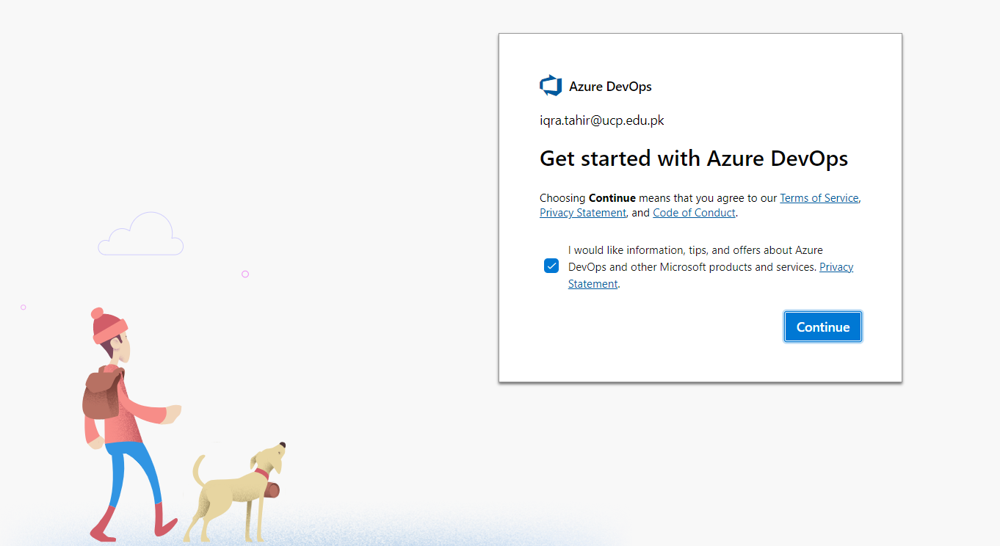 Azure DevOps
iqra.tahir@ucp.edu.pk
Get started with Azure DevOps
Choosing Continue means that you agree to our Terms of Service,
Privacy Statement, and Code of Conduct.
I would like information, tips, and offers about Azure
DevOps and other Microsoft products and services. Privacy
Statement.
Continue